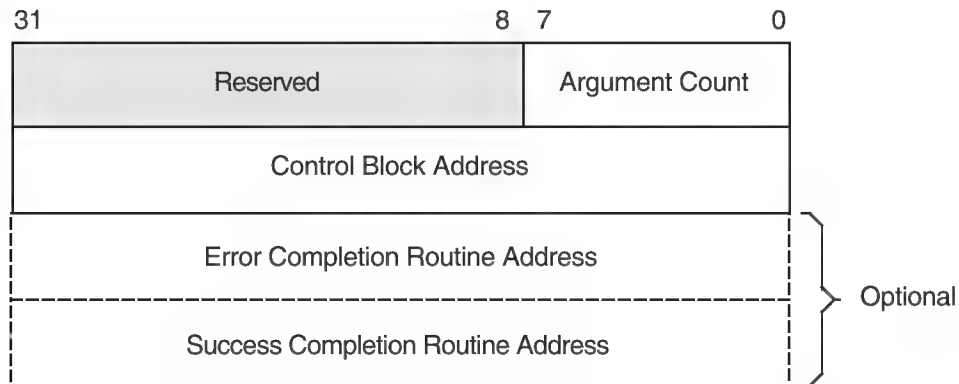 31 8 7 0
Reserved Argument Count
Control Block Address
Error Completion Routine Address
Optional
Success Completion Routine Address